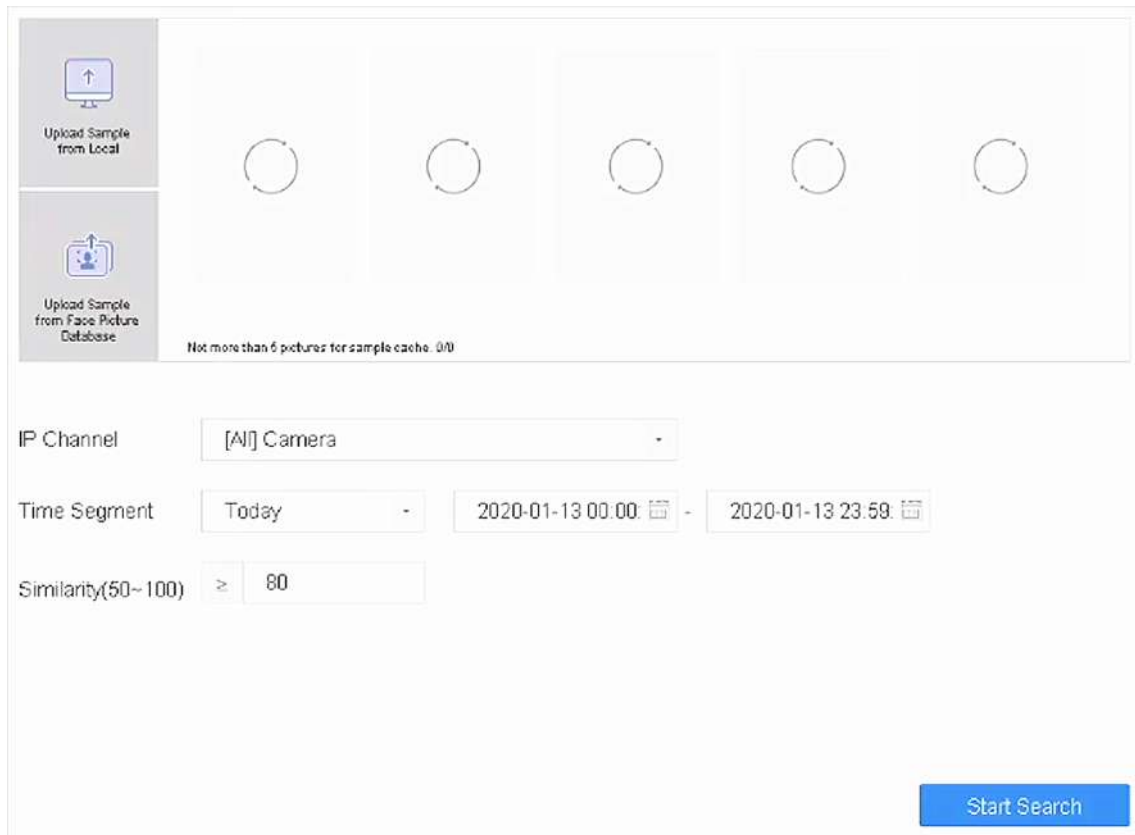 Upload Sample
from Local
Upload Sample
from Face Picture
Database
Not more than 6 pictures for sample cache. 0/0
IP Channel
[All] Camera
Time Segment
Today
2020-01-13 00:00:
-
2020-01-13 23:59:
Similarity(50~100)
≥
80
Start Search